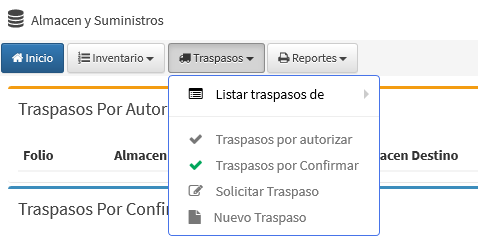 Almacen y Suministros
Inicio Inventario Traspasos Reportes
Listar traspasos de
Traspasos Por Autor
Traspasos por autorizar
Folio Almacen acen Destino
Traspasos por Confirmar
Solicitar Traspaso
Traspasos Por Confi
Nuevo Traspaso